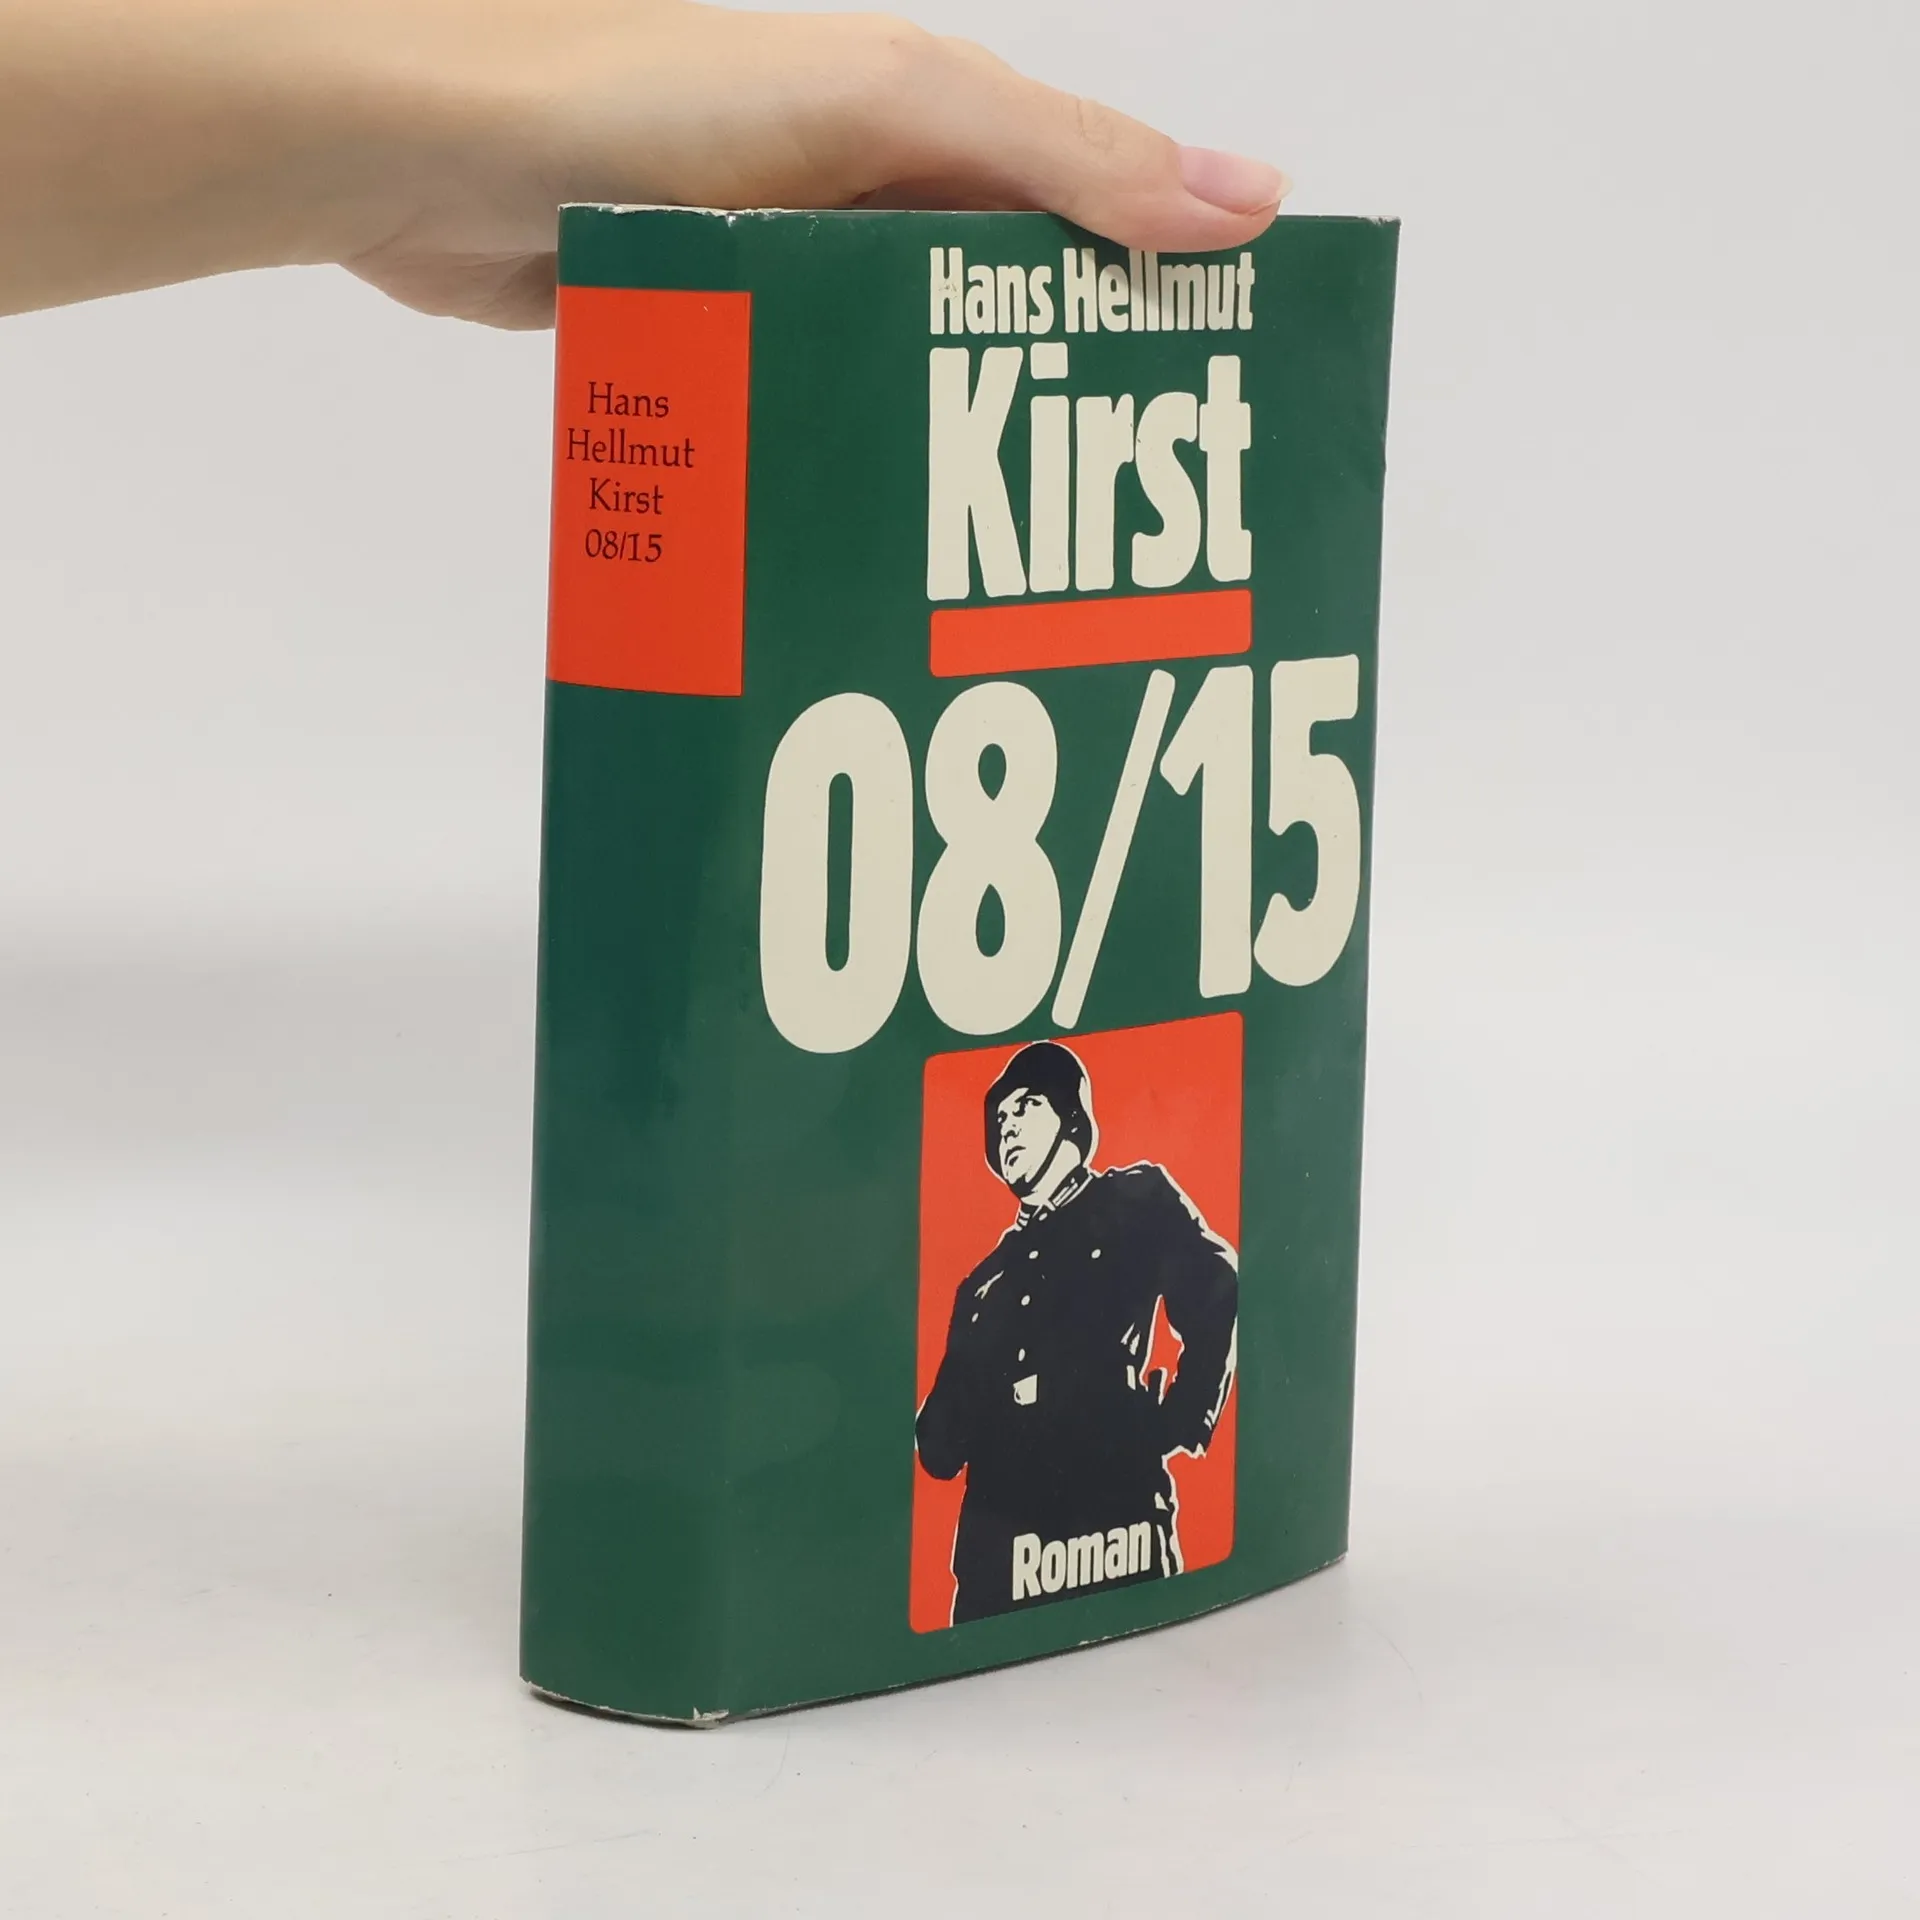 Hans
Hellmut
Kirst
08/15
Hans Hellmut
Kirst
08/15
Roman